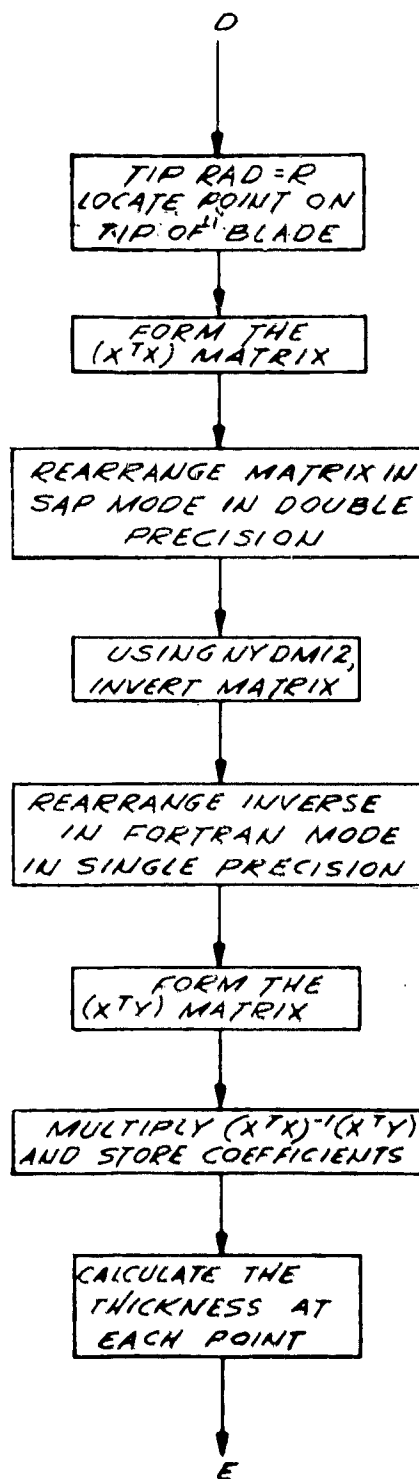 D
TIP RAD = R
LOCATE POINT ON
TIP OF BLADE
FORM THE
(X^T X) MATRIX
REARRANGE MATRIX IN
SAP MODE IN DOUBLE
PRECISION
USING NYDM12,
INVERT MATRIX
REARRANGE INVERSE
IN FORTRAN MODE
IN SINGLE PRECISION
FORM THE
(X^T Y) MATRIX
MULTIPLY (X^T X)^-1 (X^T Y)
AND STORE COEFFICIENTS
CALCULATE THE
THICKNESS AT
EACH POINT
E